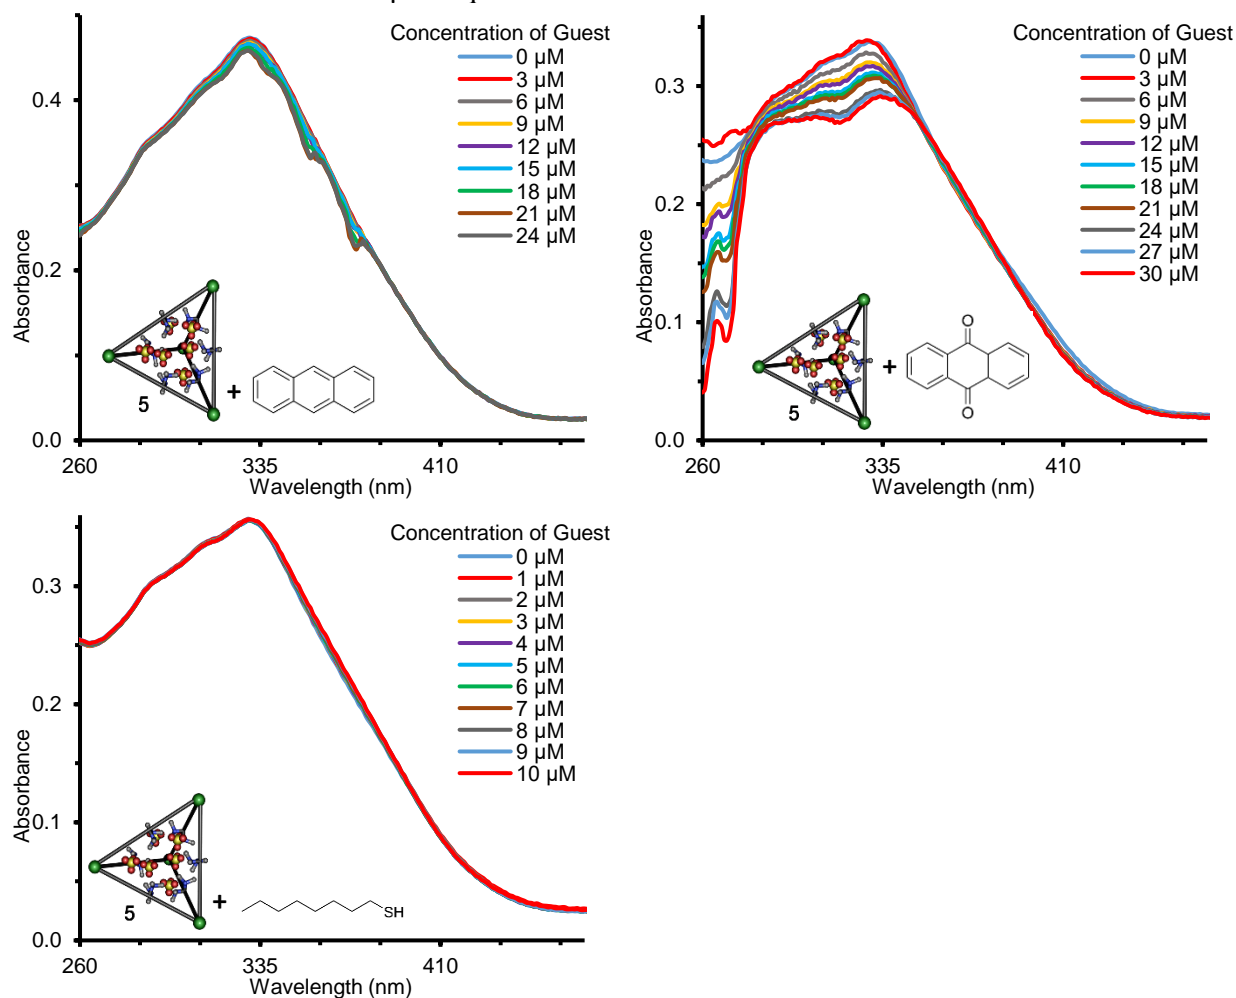 Concentration of Guest
0 µM
3 µM
6 µM
9 µM
12 µM
15 µM
18 µM
21 µM
24 µM
0.4
0.2
0.0
Absorbance
5
+
260
335
410
Wavelength (nm)
Concentration of Guest
0 µM
3 µM
6 µM
9 µM
12 µM
15 µM
18 µM
21 µM
24 µM
27 µM
30 µM
0.3
0.2
0.1
0.0
Absorbance
5
+
O
O
260
335
410
Wavelength (nm)
Concentration of Guest
0 µM
1 µM
2 µM
3 µM
4 µM
5 µM
6 µM
7 µM
8 µM
9 µM
10 µM
0.3
0.2
0.1
0.0
Absorbance
5
+
SH
260
335
410
Wavelength (nm)